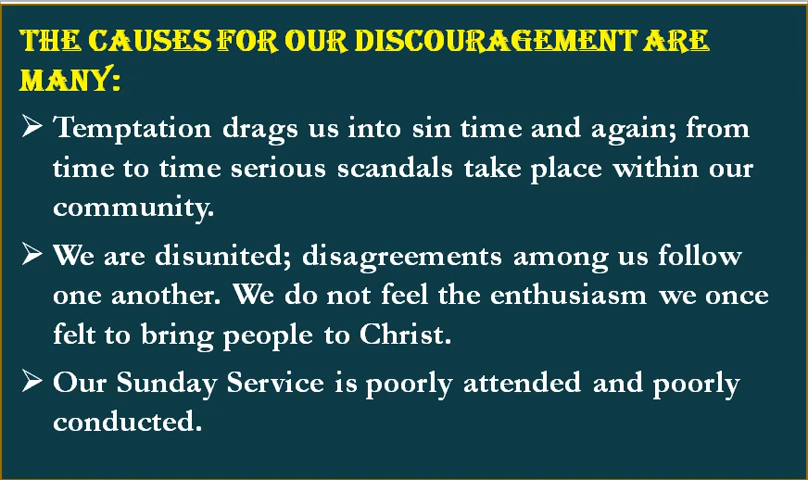 THE CAUSES FOR OUR DISCOURAGEMENT ARE
MANY:
➢ Temptation drags us into sin time and again; from
time to time serious scandals take place within our
community.
➢ We are disunited; disagreements among us follow
one another. We do not feel the enthusiasm we once
felt to bring people to Christ.
➢ Our Sunday Service is poorly attended and poorly
conducted.